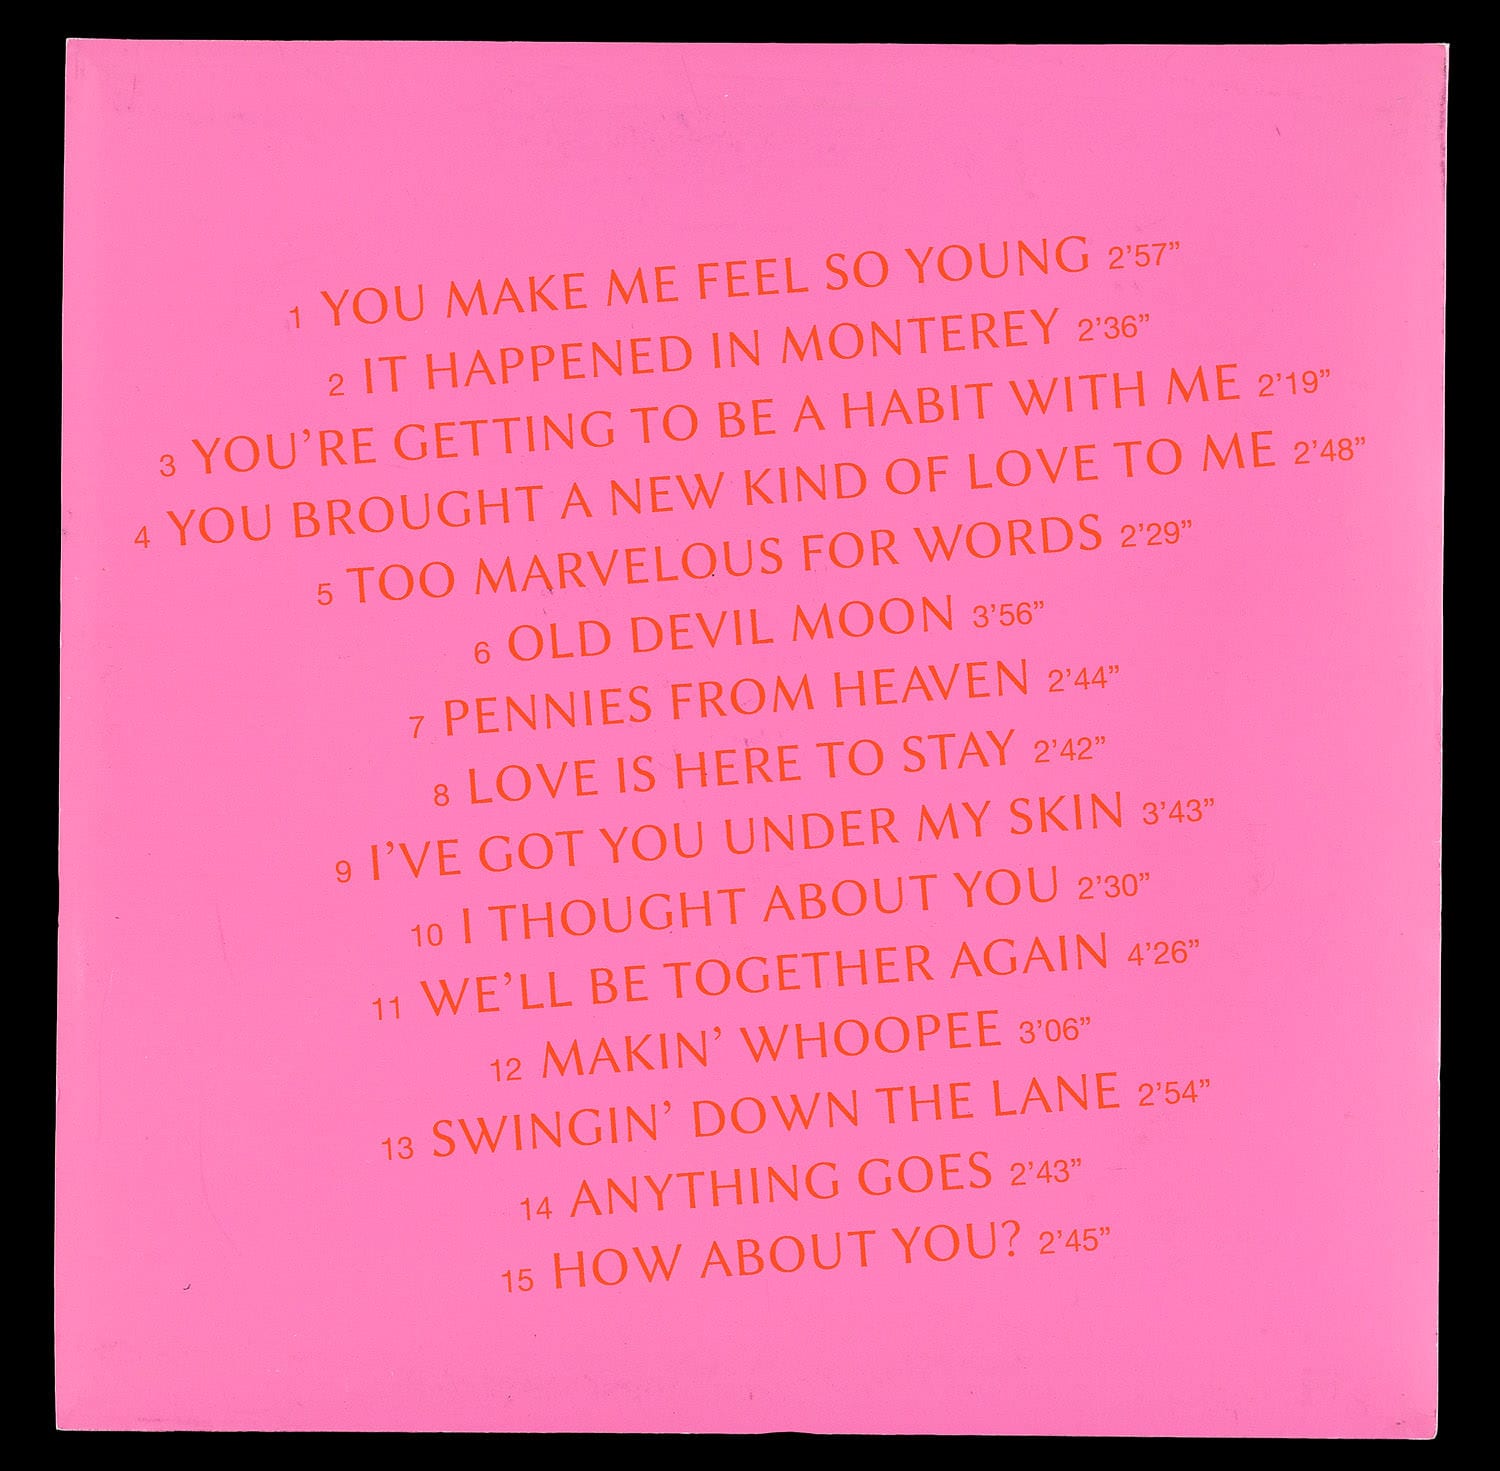 1 YOU MAKE ME FEEL SO YOUNG 2'57”
2 IT HAPPENED IN MONTEREY 2'36”
3 YOU'RE GETTING TO BE A HABIT WITH ME 2'19”
4 YOU BROUGHT A NEW KIND OF LOVE TO ME 2'48”
5 TOO MARVELOUS FOR WORDS 2'29”
6 OLD DEVIL MOON 3'56”
7 PENNIES FROM HEAVEN 2'44”
8 LOVE IS HERE TO STAY 2'42”
9 I'VE GOT YOU UNDER MY SKIN 3'43”
10 I THOUGHT ABOUT YOU 2'30”
11 WE'LL BE TOGETHER AGAIN 4'26”
12 MAKIN' WHOOPEE 3'06”
13 SWINGIN' DOWN THE LANE 2'54”
14 ANYTHING GOES 2'43”
15 HOW ABOUT YOU? 2'45”